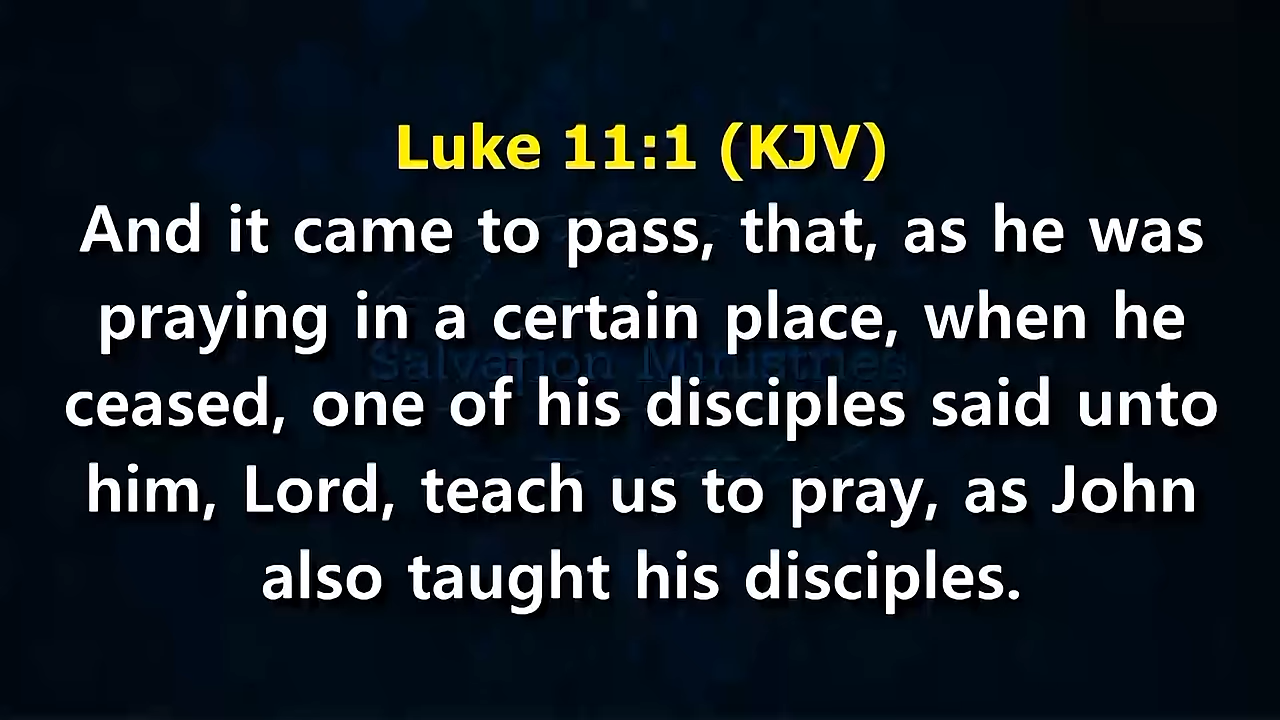 Luke 11:1 (KJV)
And it came to pass, that, as he was
praying in a certain place, when he
Salvation Ministries
ceased, one of his disciples said unto
him, Lord, teach us to pray, as John
also taught his disciples.